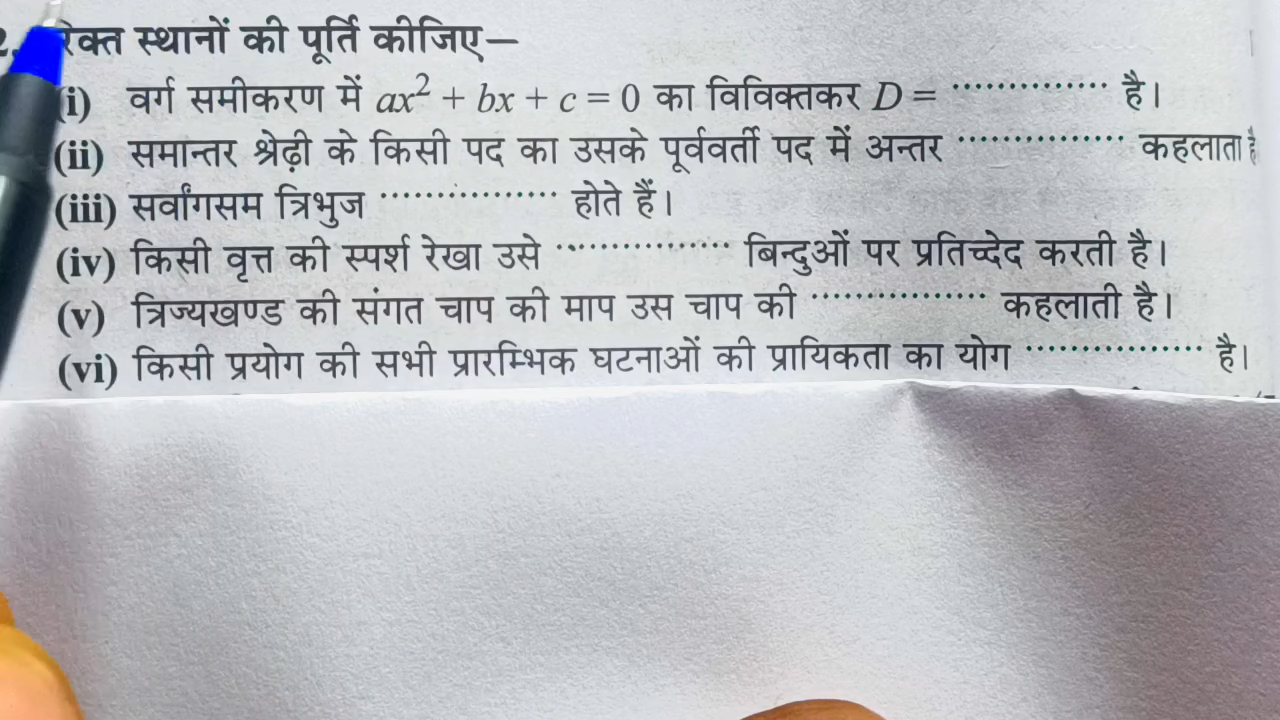 2. रिक्त स्थानों की पूर्ति कीजिए—
(i) वर्ग समीकरण में ax² + bx + c = 0 का विविक्तकर D = ················ है।
(ii) समान्तर श्रेढ़ी के किसी पद का उसके पूर्ववर्ती पद में अन्तर ················ कहलाता है
(iii) सर्वांगसम त्रिभुज ················ होते हैं।
(iv) किसी वृत्त की स्पर्श रेखा उसे ················ बिन्दुओं पर प्रतिच्देद करती है।
(v) त्रिज्यखण्ड की संगत चाप की माप उस चाप की ················ कहलाती है।
(vi) किसी प्रयोग की सभी प्रारम्भिक घटनाओं की प्रायिकता का योग ················ है।